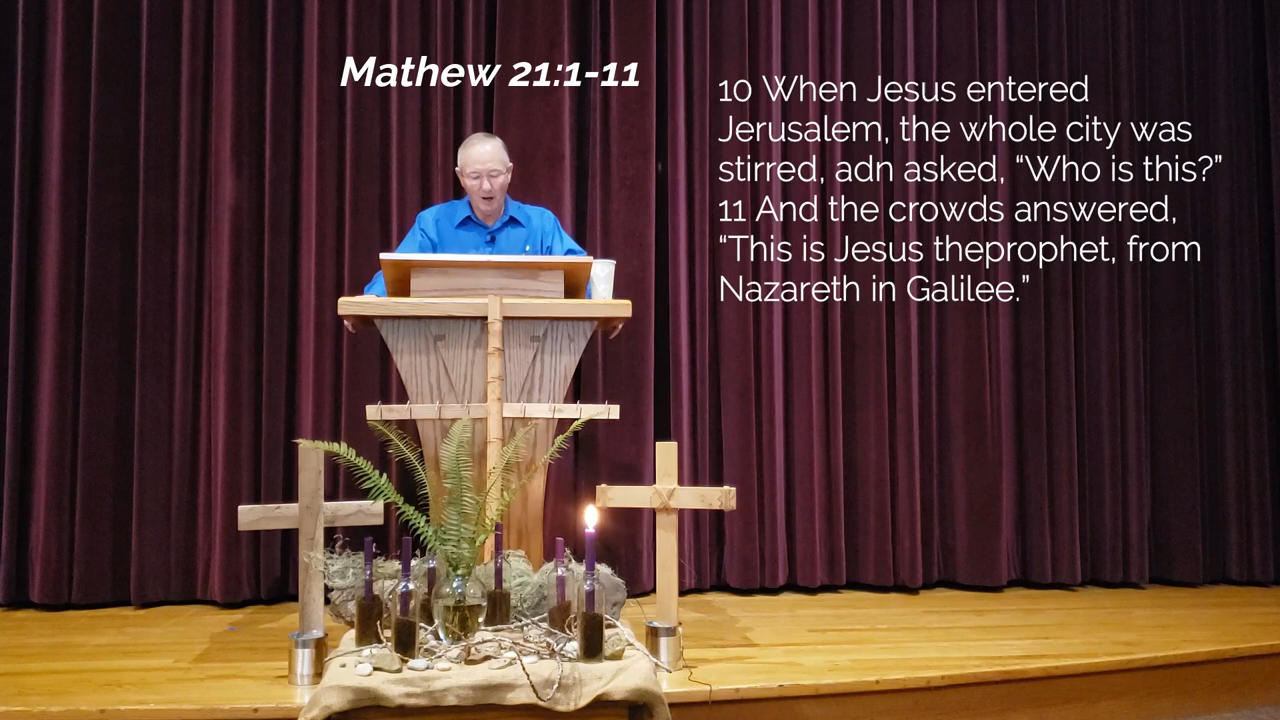 Mathew 21:1-11
10 When Jesus entered
Jerusalem, the whole city was
stirred, adn asked, “Who is this?”
11 And the crowds answered,
“This is Jesus theprophet, from
Nazareth in Galilee.”